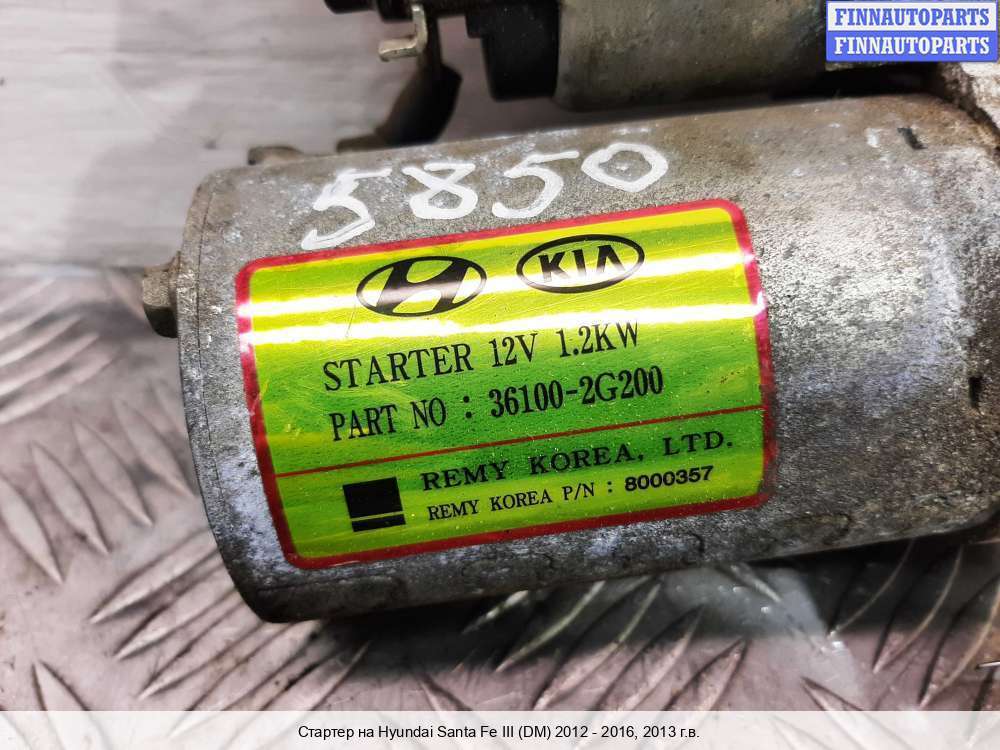 FINNAUTOPARTS
FINNAUTOPARTS
5850
KIA
STARTER 12V 1.2KW
PART NO : 36100-2G200
REMY KOREA, LTD.
REMY KOREA P/N : 8000357
Стартер на Hyundai Santa Fe III (DM) 2012 - 2016, 2013 г.в.